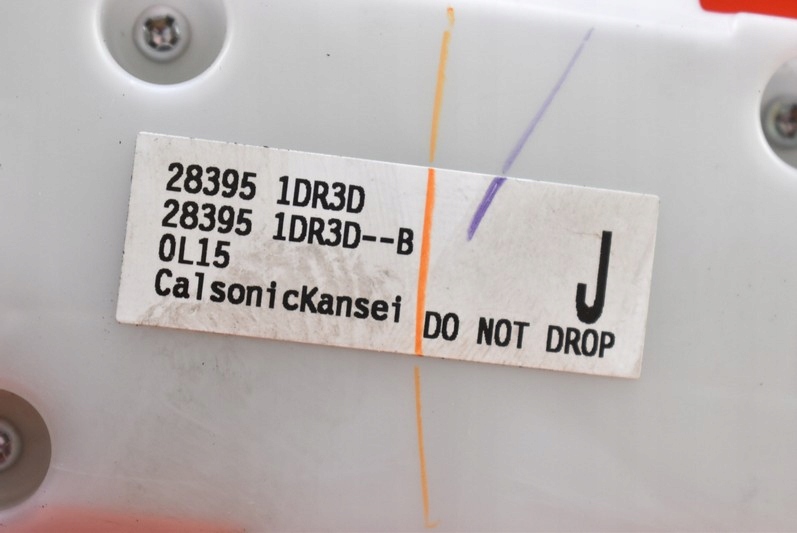 28395 1DR3D
28395 1DR3D--B
0L15
CalsonicKansei DO NOT DROP
J